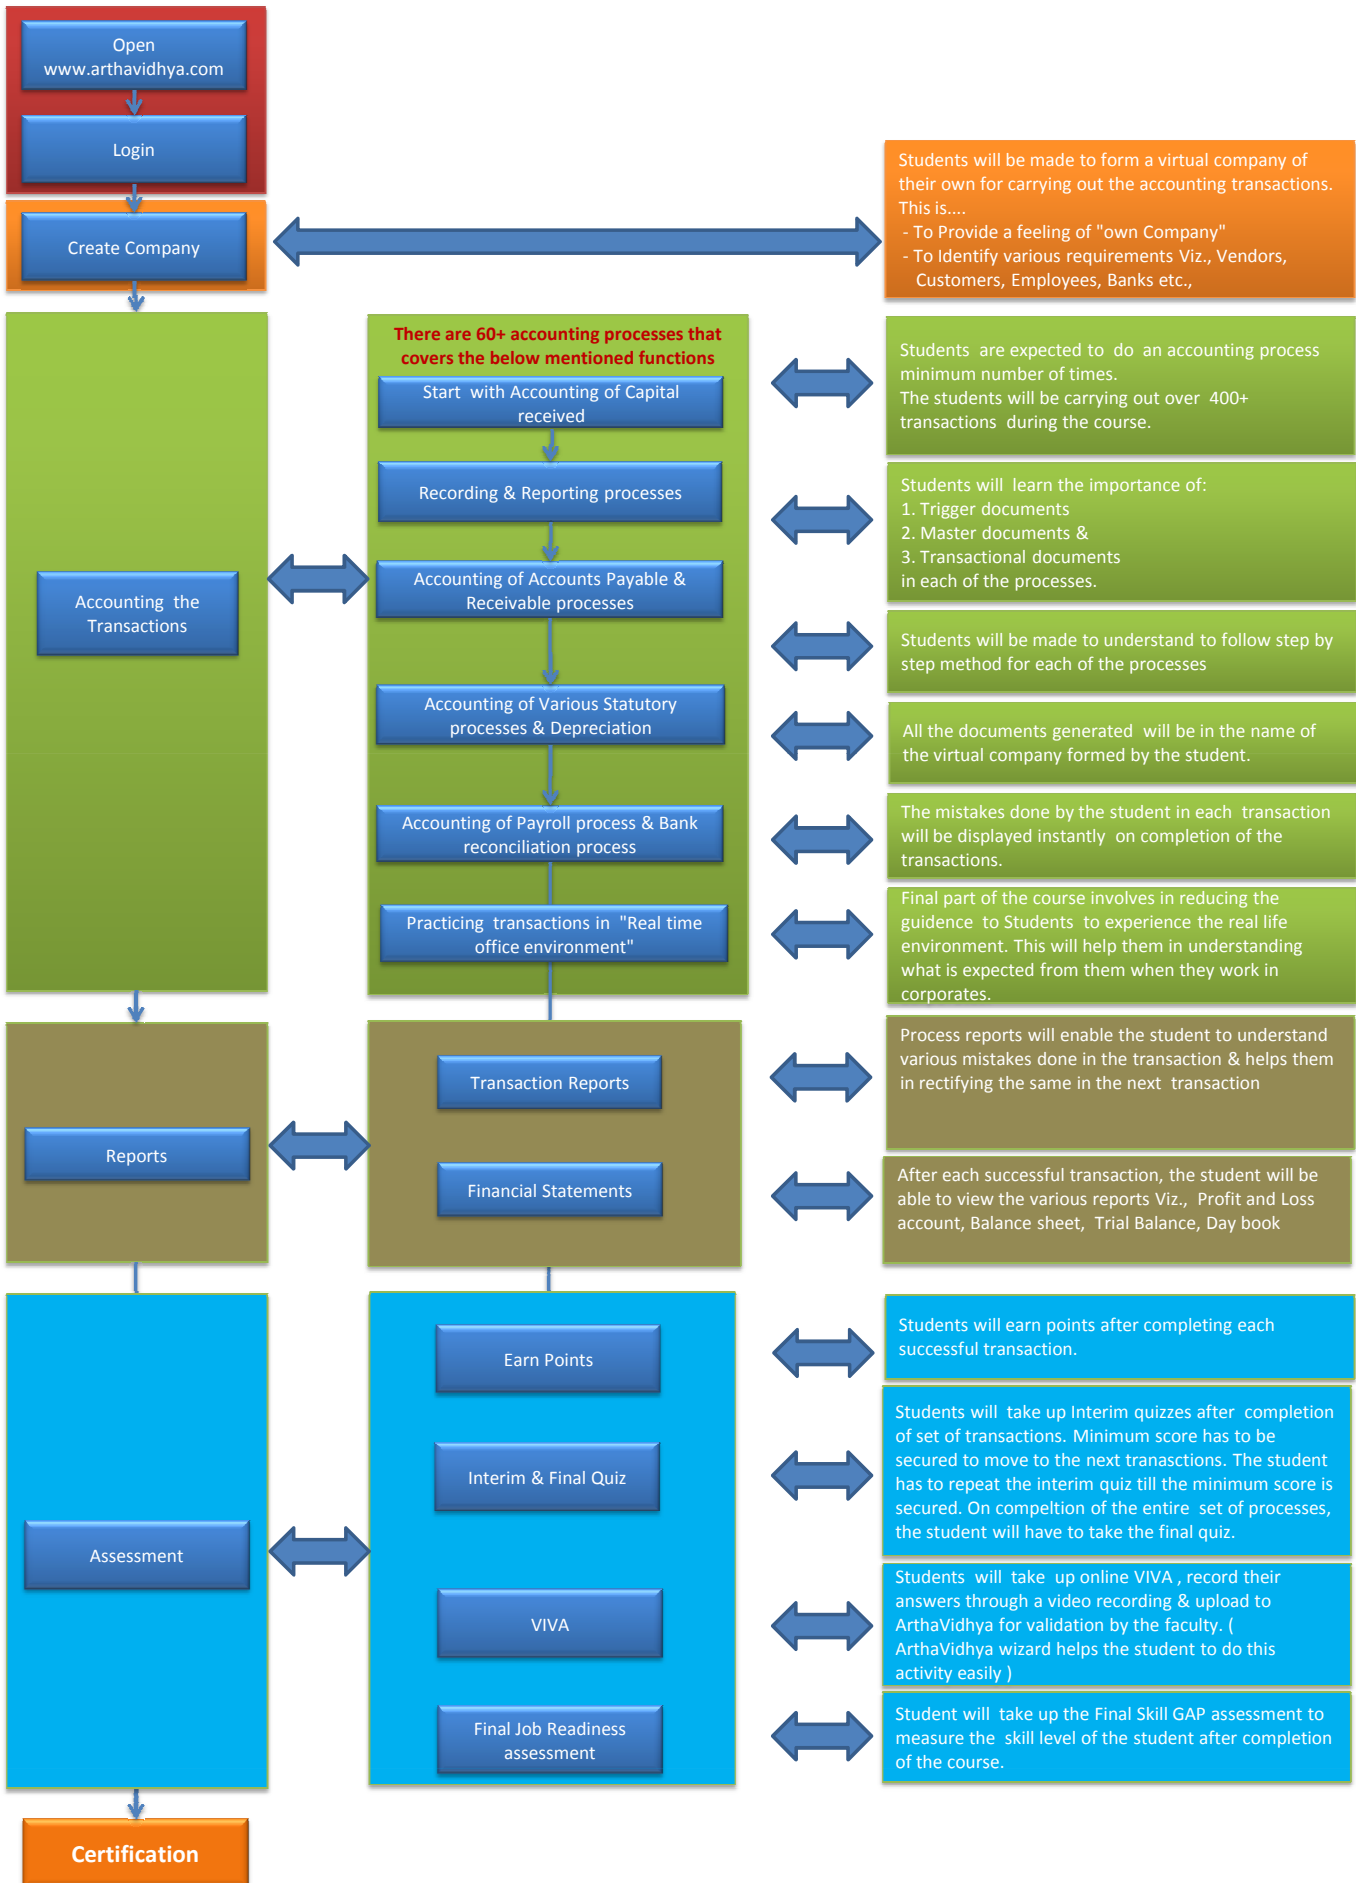 Open
www.arthavidhya.com
Login
Create Company
Students will be made to form a virtual company of
their own for carrying out the accounting transactions.
This is....
- To Provide a feeling of "own Company"
- To Identify various requirements Viz., Vendors,
Customers, Employees, Banks etc.,
Accounting the
Transactions
There are 60+ accounting processes that
covers the below mentioned functions
Start with Accounting of Capital
received
Recording & Reporting processes
Accounting of Accounts Payable &
Receivable processes
Accounting of Various Statutory
processes & Depreciation
Accounting of Payroll process & Bank
reconciliation process
Practicing transactions in "Real time
office environment"
Students are expected to do an accounting process
minimum number of times.
The students will be carrying out over 400+
transactions during the course.
Students will learn the importance of:
1. Trigger documents
2. Master documents &
3. Transactional documents
in each of the processes.
Students will be made to understand to follow step by
step method for each of the processes
All the documents generated will be in the name of
the virtual company formed by the student.
The mistakes done by the student in each transaction
will be displayed instantly on completion of the
transactions.
Final part of the course involves in reducing the
guidence to Students to experience the real life
environment. This will help them in understanding
what is expected from them when they work in
corporates.
Reports
Transaction Reports
Financial Statements
Process reports will enable the student to understand
various mistakes done in the transaction & helps them
in rectifying the same in the next transaction
After each successful transaction, the student will be
able to view the various reports Viz., Profit and Loss
account, Balance sheet, Trial Balance, Day book
Assessment
Earn Points
Interim & Final Quiz
VIVA
Final Job Readiness
assessment
Students will earn points after completing each
successful transaction.
Students will take up Interim quizzes after completion
of set of transactions. Minimum score has to be
secured to move to the next tranasctions. The student
has to repeat the interim quiz till the minimum score is
secured. On compeltion of the entire set of processes,
the student will have to take the final quiz.
Students will take up online VIVA , record their
answers through a video recording & upload to
ArthaVidhya for validation by the faculty. (
ArthaVidhya wizard helps the student to do this
activity easily )
Student will take up the Final Skill GAP assessment to
measure the skill level of the student after completion
of the course.
Certification